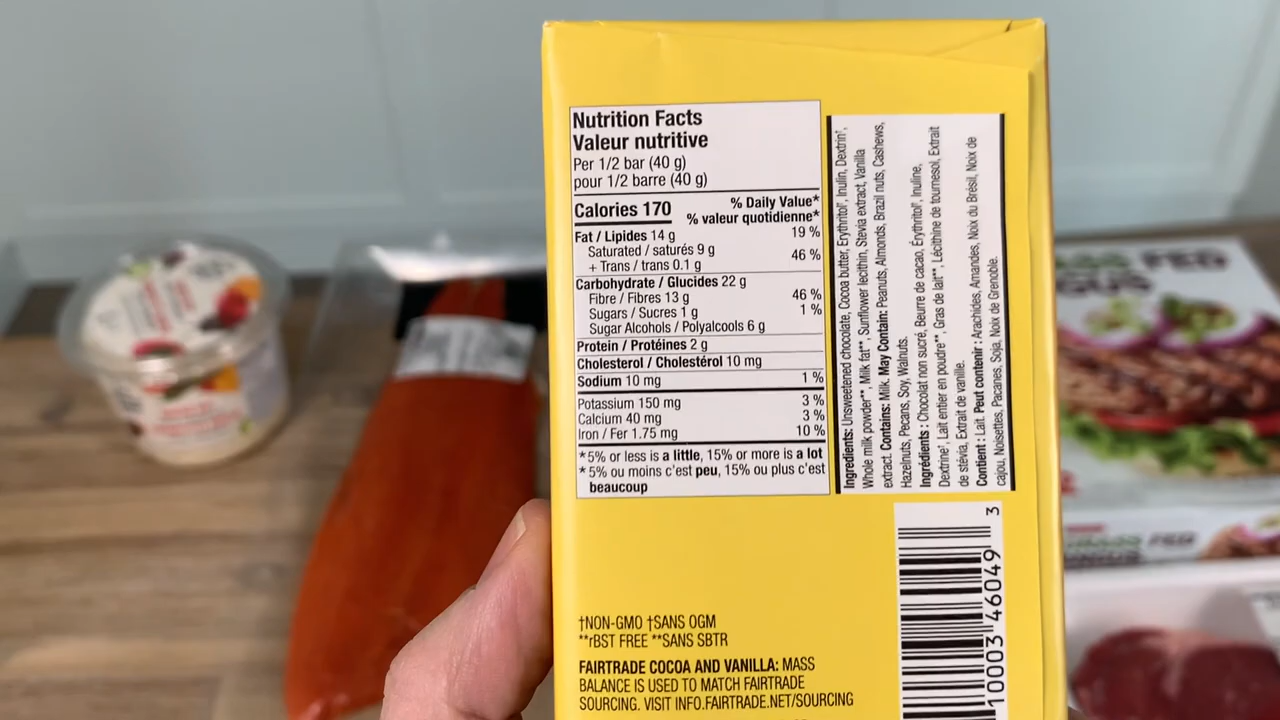 Nutrition Facts
Valeur nutritive
Per 1/2 bar (40 g)
pour 1/2 barre (40 g)
Calories 170
% Daily Value*
% valeur quotidienne*
Fat / Lipides 14 g 19 %
Saturated / saturés 9 g
+ Trans / trans 0.1 g 46 %
Carbohydrate / Glucides 22 g
Fibre / Fibres 13 g 46 %
Sugars / Sucres 1 g 1 %
Sugar Alcohols / Polyalcools 6 g
Protein / Protéines 2 g
Cholesterol / Cholestérol 10 mg
Sodium 10 mg 1 %
Potassium 150 mg 3 %
Calcium 40 mg 3 %
Iron / Fer 1.75 mg 10 %
*5% or less is a little, 15% or more is a lot
*5% ou moins c'est peu, 15% ou plus c'est
beaucoup
Ingredients: Unsweetened chocolate, Cocoa butter, Erythritol†, Inulin, Dextrin†,
Whole milk powder**, Milk fat**, Sunflower lecithin, Stevia extract, Vanilla
extract. Contains: Milk. May Contain: Peanuts, Almonds, Brazil nuts, Cashews,
Hazelnuts, Pecans, Soy, Walnuts.
Ingrédients : Chocolat non sucré, Beurre de cacao, Érythritol†, Inuline,
Dextrine†, Lait entier en poudre**, Gras de lait**, Lécithine de tournesol, Extrait
de stévia, Extrait de vanille.
Contient : Lait. Peut contenir : Arachides, Amandes, Noix du Brésil, Noix de
cajou, Noisettes, Pacanes, Soja, Noix de Grenoble.
†NON-GMO †SANS OGM
**rBST FREE **SANS SBTR
FAIRTRADE COCOA AND VANILLA: MASS
BALANCE IS USED TO MATCH FAIRTRADE
SOURCING. VISIT INFO.FAIRTRADE.NET/SOURCING
10003 46049 3